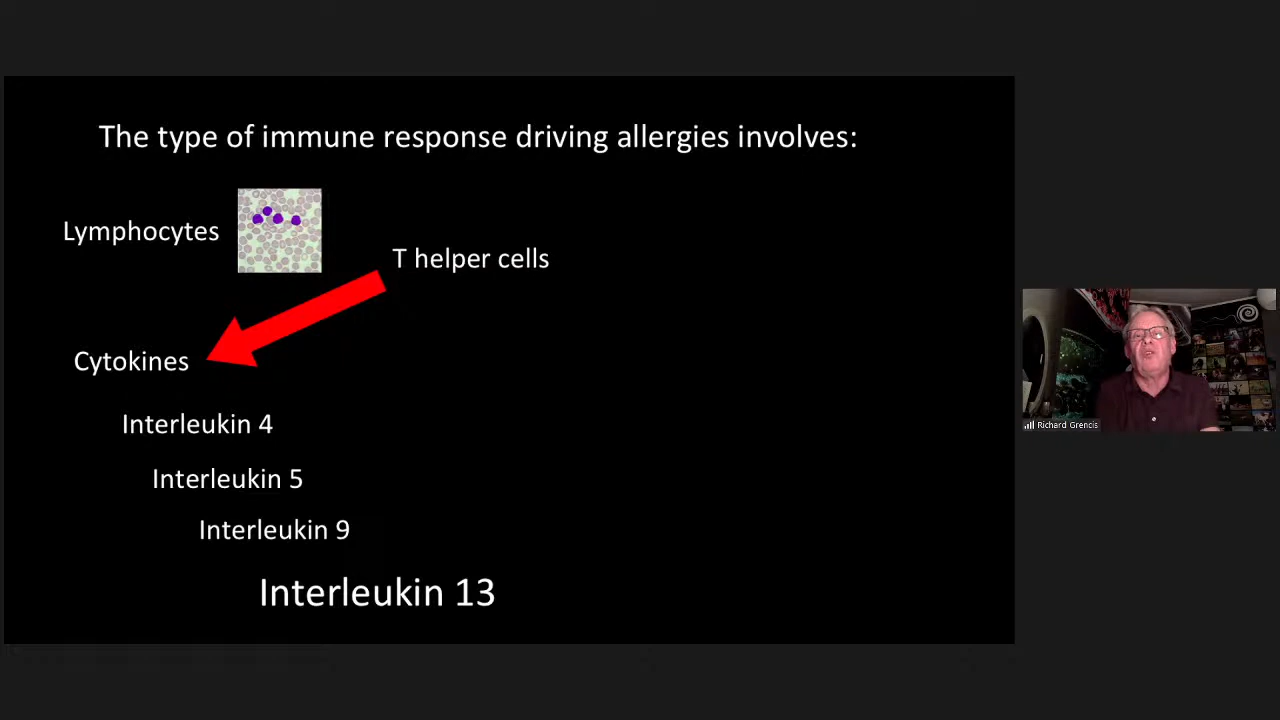 The type of immune response driving allergies involves:
Lymphocytes
T helper cells
Cytokines
Interleukin 4
Interleukin 5
Interleukin 9
Interleukin 13
Richard Grencis